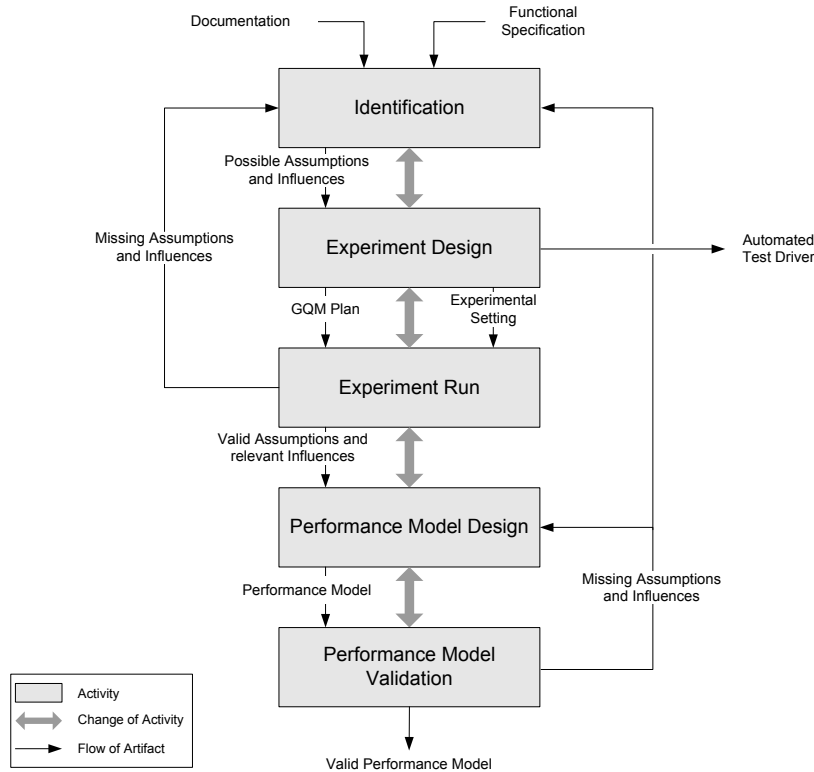 Documentation
Functional
Specification
Identification
Possible Assumptions
and Influences
Missing Assumptions
and Influences
Experiment Design
Automated
Test Driver
GQM Plan
Experimental
Setting
Experiment Run
Valid Assumptions and
relevant Influences
Performance Model Design
Performance Model
Missing Assumptions
and Influences
Performance Model
Validation
Activity
Change of Activity
Flow of Artifact
Valid Performance Model